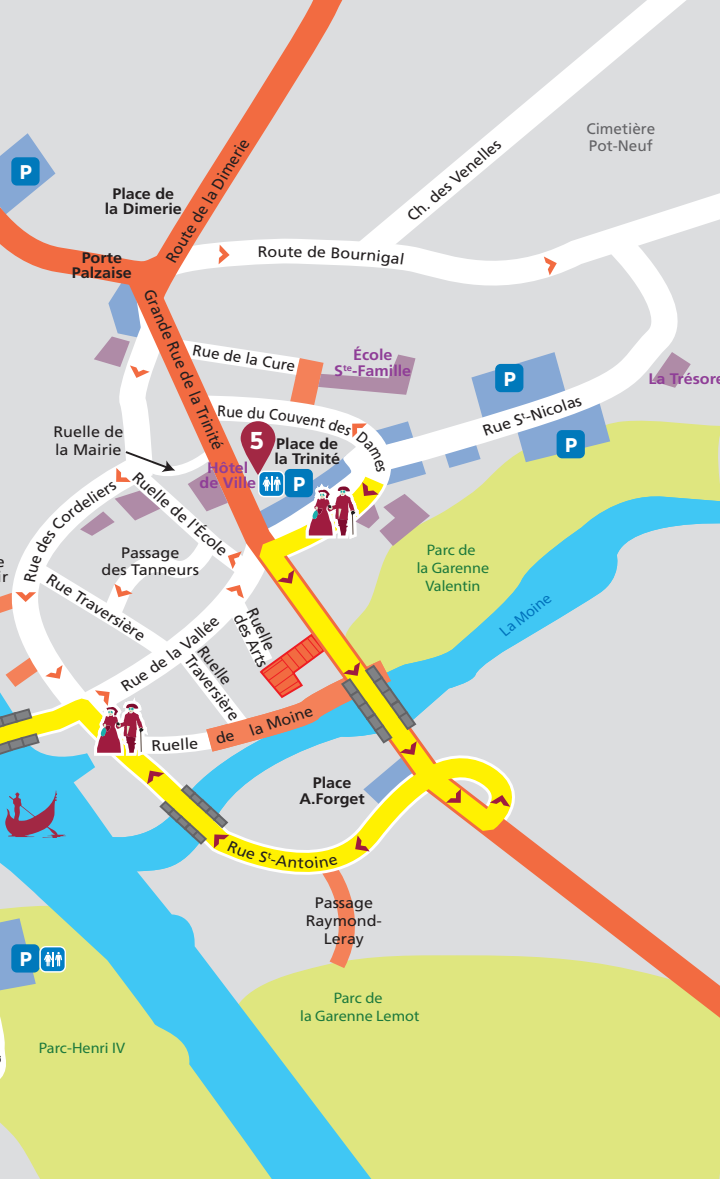 Cimetière
Pot-Neuf
P
Place de
la Dimerie
Route de la Dimerie
Ch. des Venelles
Porte
Palzaise
Route de Bournigal
Grande Rue de la Trinité
Rue de la Cure
École
Ste-Famille
P
La Trésore
Rue du Couvent des Dames
Rue St-Nicolas
P
Ruelle de
la Mairie
5
Place de
la Trinité
Hôtel
de Ville
P
Rue des Cordeliers
Ruelle de l'École
Passage
des Tanneurs
Parc de
la Garenne
Valentin
e
ir
Rue Traversière
La Moine
Rue de la Vallée
Ruelle
des Arts
Ruelle
Traversière
Ruelle de la Moine
Place
A.Forget
Rue St-Antoine
Passage
Raymond-
Leray
P
Parc de
la Garenne Lemot
Parc-Henri IV